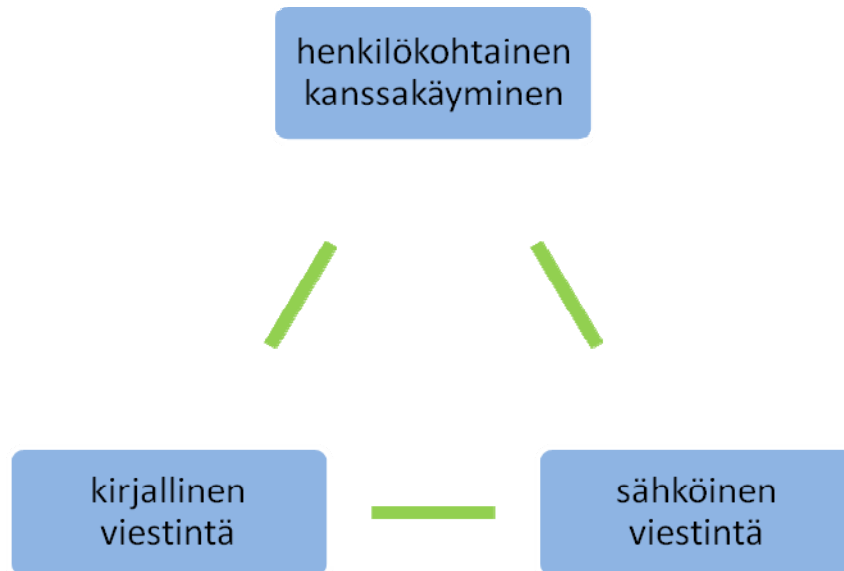 henkilökohtainen
kanssakäyminen
kirjallinen
viestintä
sähköinen
viestintä